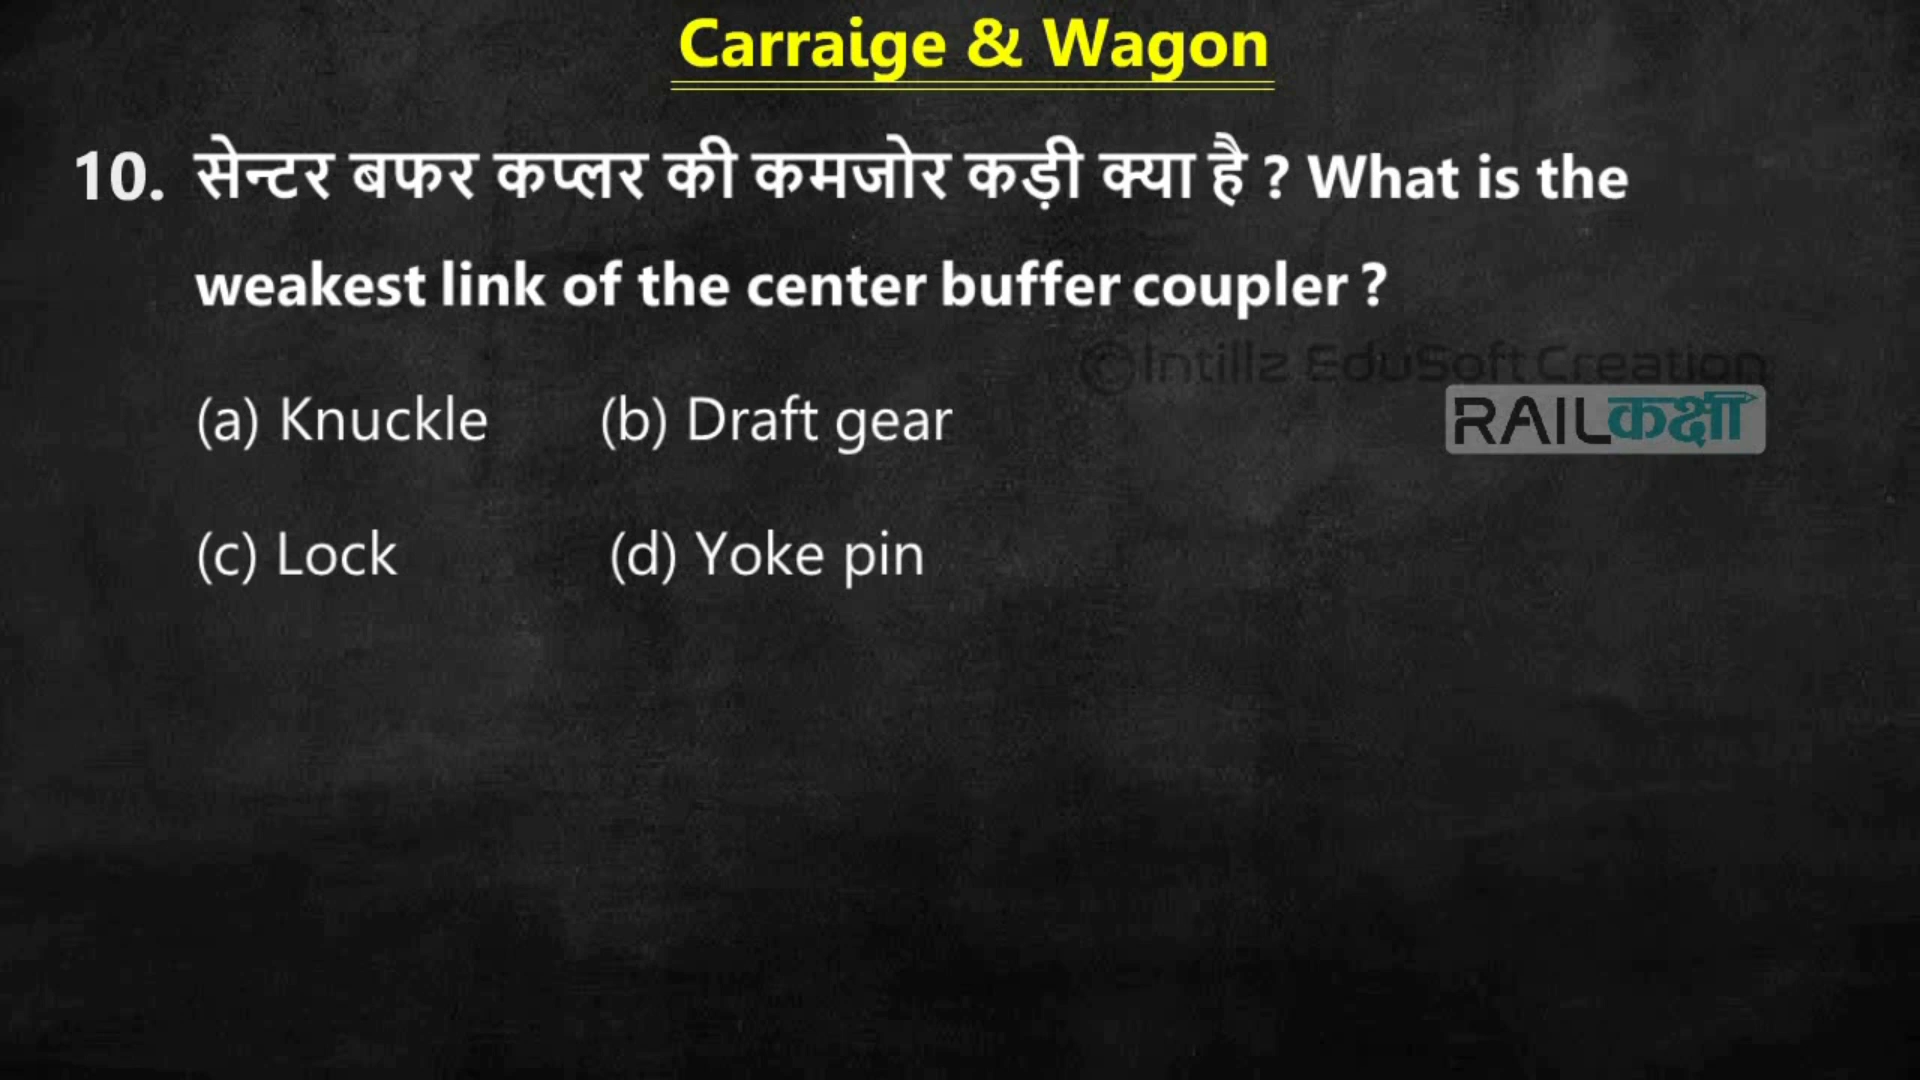 Carraige & Wagon
10. सेन्टर बफर कप्लर की कमजोर कड़ी क्या है ? What is the
weakest link of the center buffer coupler ?
©Intillz EduSoft Creation
(a) Knuckle (b) Draft gear
RAILकक्षा
(c) Lock (d) Yoke pin